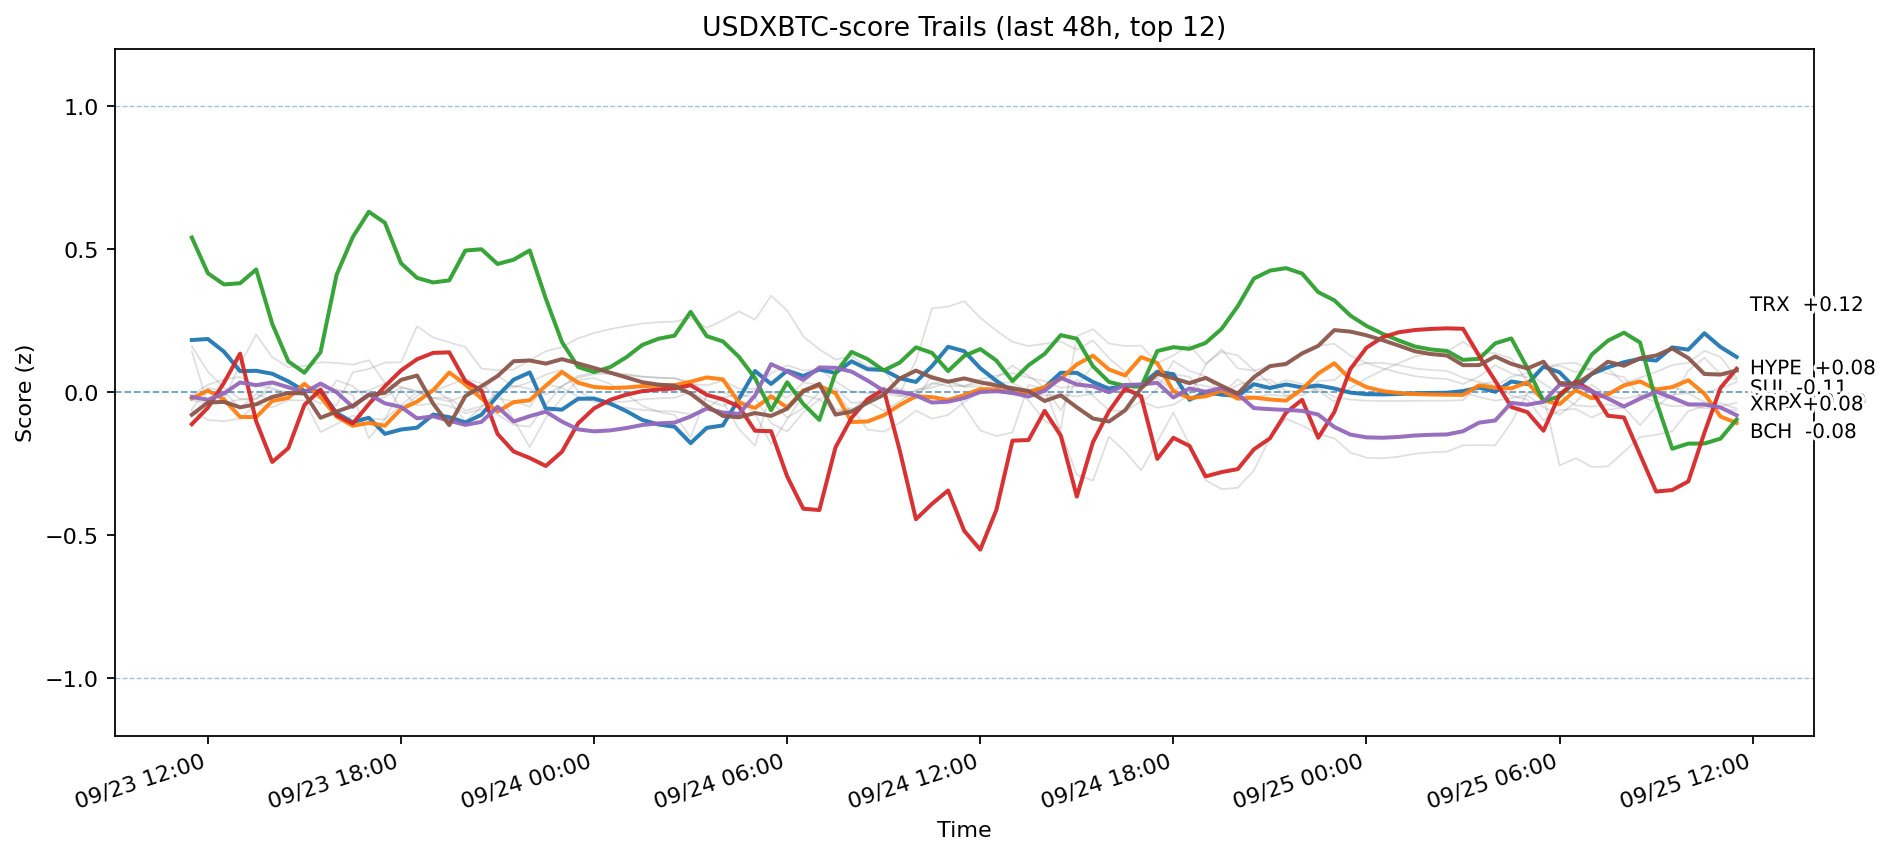 USDXBTC-score Trails (last 48h, top 12)
Score (z)
1.0
0.5
0.0
−0.5
−1.0
TRX +0.12
HYPE +0.08
-0.11
XRP +0.08
BCH -0.08
09/23 12:00
09/23 18:00
09/24 00:00
09/24 06:00
09/24 12:00
09/24 18:00
09/25 00:00
09/25 06:00
09/25 12:00
Time